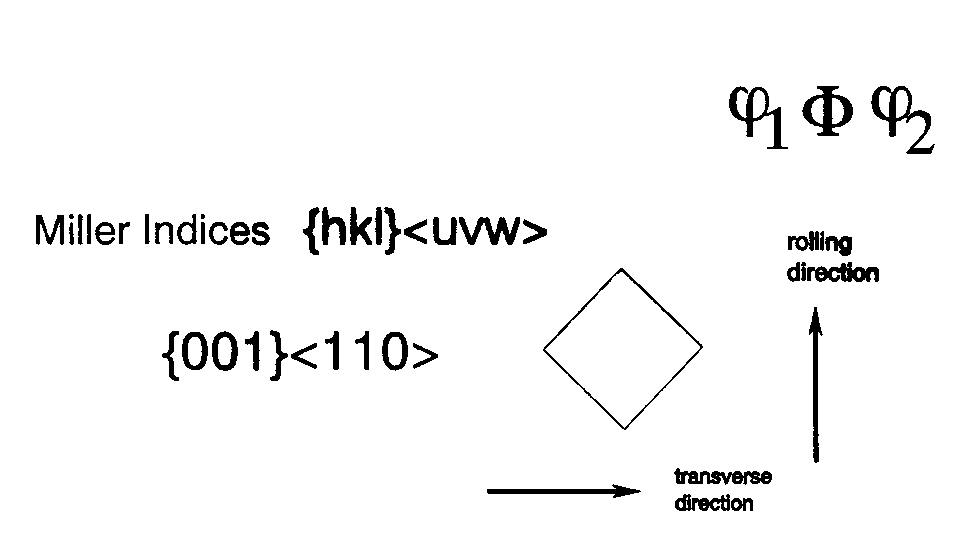 φ1 Φ φ2
Miller Indices {hkl}<uvw>
rolling
direction
{001}<110>
transverse
direction